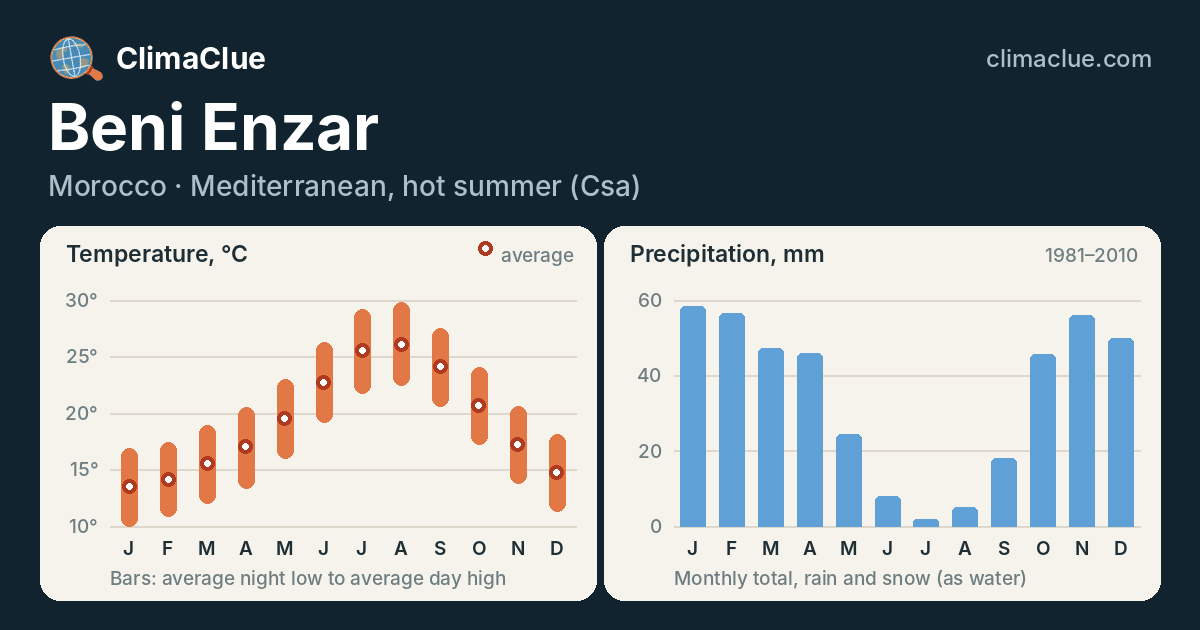 ClimaClue
climaclue.com
Beni Enzar
Morocco · Mediterranean, hot summer (Csa)
Temperature, °C
average
30°
25°
20°
15°
10°
J F M A M J J A S O N D
Bars: average night low to average day high
Precipitation, mm
1981–2010
60
40
20
0
J F M A M J J A S O N D
Monthly total, rain and snow (as water)